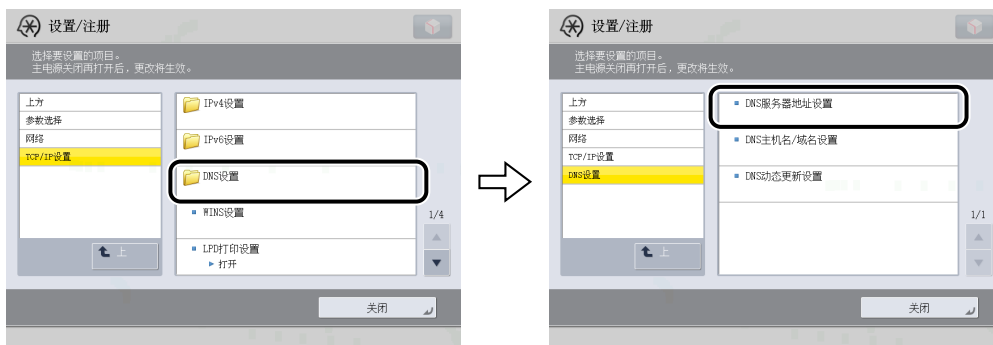 设置/注册
选择要设置的项目。
主电源关闭再打开后，更改将生效。
上方
参数选择
网络
TCP/IP设置
上
IPv4设置
IPv6设置
DNS设置
WINS设置
LPD打印设置
▶ 打开
1/4
关闭
设置/注册
选择要设置的项目。
主电源关闭再打开后，更改将生效。
上方
参数选择
网络
TCP/IP设置
DNS设置
上
DNS服务器地址设置
DNS主机名/域名设置
DNS动态更新设置
1/1
关闭